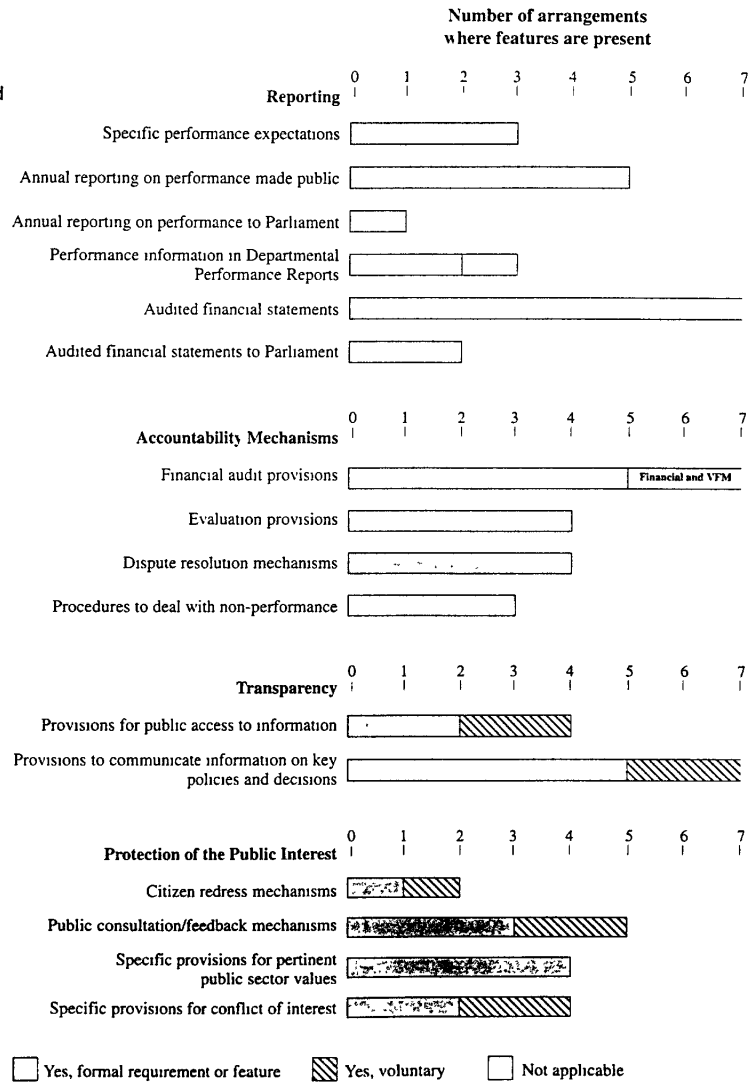 Number of arrangements
where features are present
d
0 1 2 3 4 5 6 7
Reporting
Specific performance expectations
Annual reporting on performance made public
Annual reporting on performance to Parliament
Performance information in Departmental
Performance Reports
Audited financial statements
Audited financial statements to Parliament
0 1 2 3 4 5 6 7
Accountability Mechanisms
Financial audit provisions
Financial and VFM
Evaluation provisions
Dispute resolution mechanisms
Procedures to deal with non-performance
0 1 2 3 4 5 6 7
Transparency
Provisions for public access to information
Provisions to communicate information on key
policies and decisions
0 1 2 3 4 5 6 7
Protection of the Public Interest
Citizen redress mechanisms
Public consultation/feedback mechanisms
Specific provisions for pertinent
public sector values
Specific provisions for conflict of interest
Yes, formal requirement or feature Yes, voluntary Not applicable